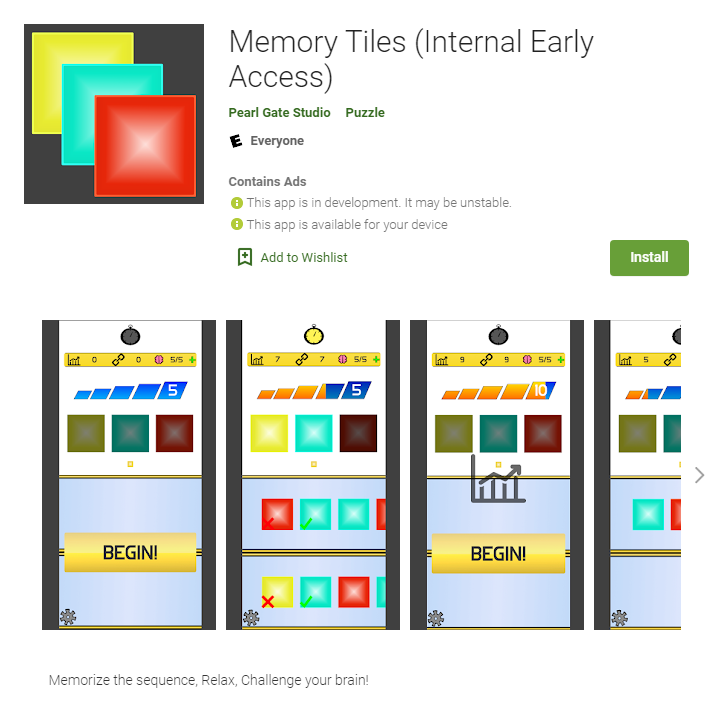 Memory Tiles (Internal Early
Access)
Pearl Gate Studio Puzzle
E Everyone
Contains Ads
This app is in development. It may be unstable.
This app is available for your device
Add to Wishlist
Install
0 0 5/5 +
7 7 5/5 +
9 9 5/5 +
5
5
5
10
BEGIN!
BEGIN!
Memorize the sequence, Relax, Challenge your brain!